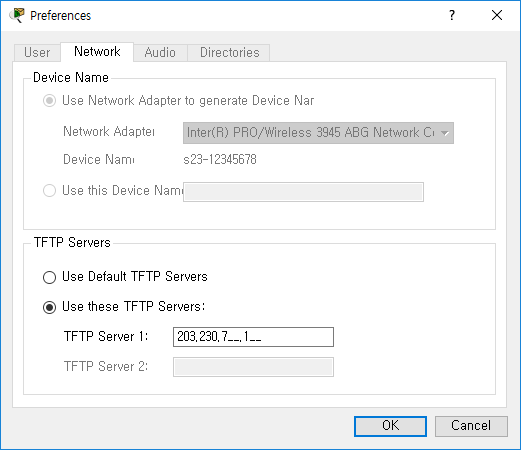 Preferences
User Network Audio Directories
Device Name
Use Network Adapter to generate Device Nar
Network Adapter Inter(R) PRO/Wireless 3945 ABG Network Co
Device Name s23-12345678
Use this Device Name
TFTP Servers
Use Default TFTP Servers
Use these TFTP Servers:
TFTP Server 1: 203,230,7__,1__
TFTP Server 2:
OK Cancel